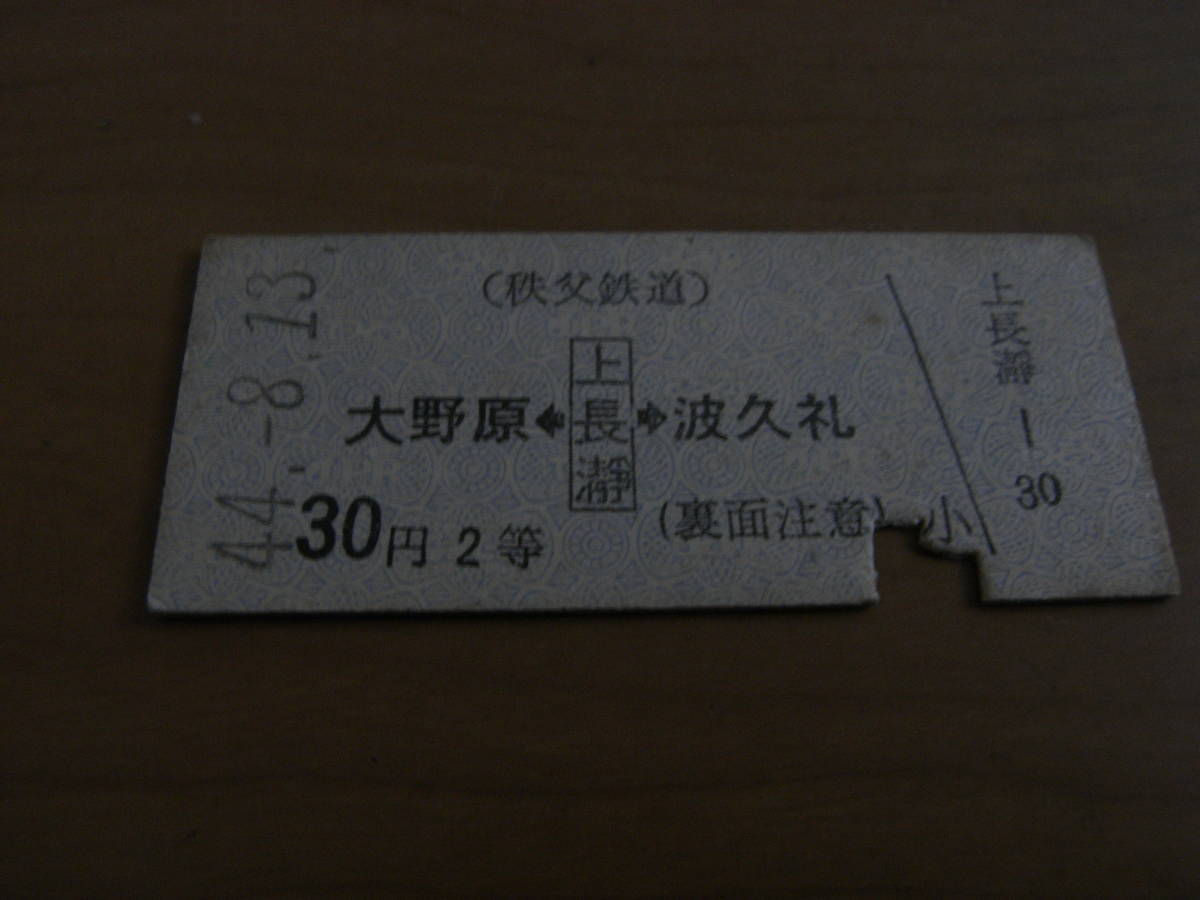 44.-8.13
(秩父鉄道)
大野原⇔上長瀞⇔波久礼
30円 2等
(裏面注意)
小
上長瀞―30